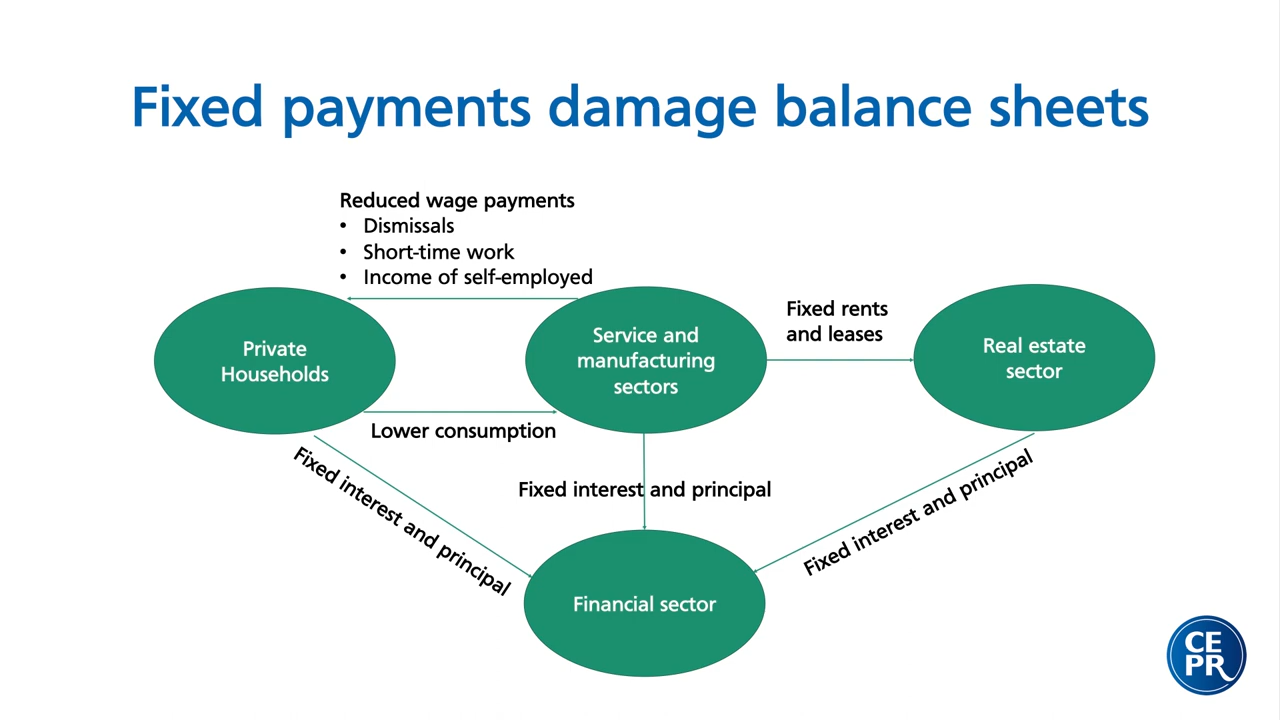 Fixed payments damage balance sheets
Reduced wage payments
• Dismissals
• Short-time work
• Income of self-employed
Private
Households
Service and
manufacturing
sectors
Fixed rents
and leases
Real estate
sector
Lower consumption
Fixed interest and principal
Fixed interest and principal
Fixed interest and principal
Financial sector
CE
PR